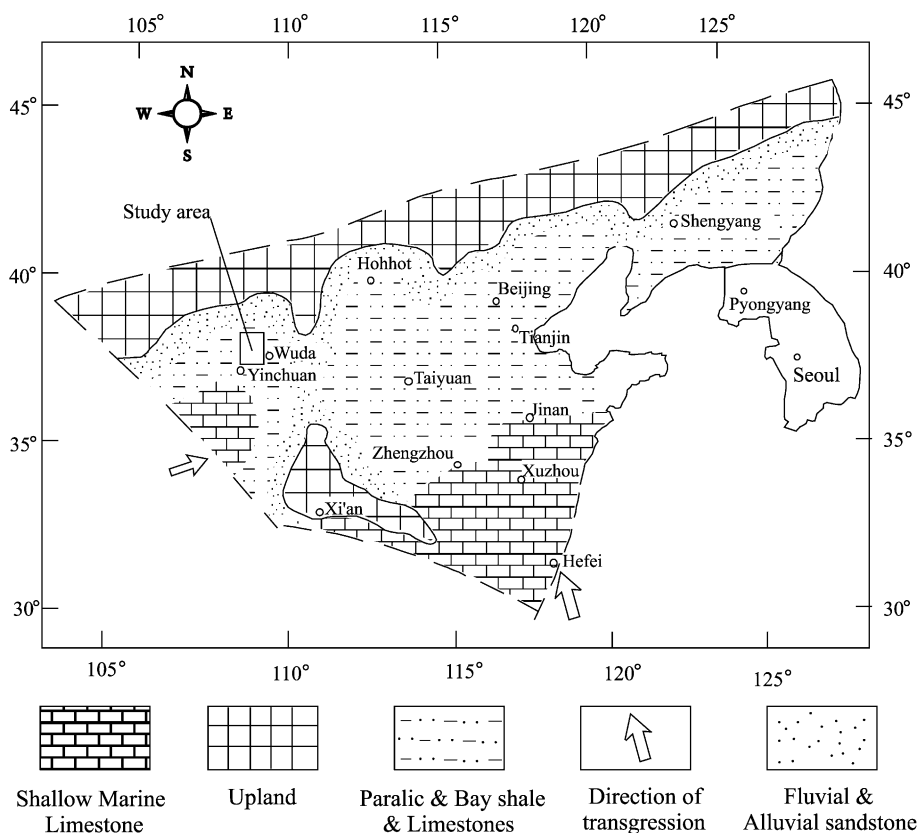 105° 110° 115° 120° 125°
N
W E
S
45° 45°
Study area
Shengyang
Hohhot
40° 40°
Beijing
Pyongyang
Tianjin
Wuda
Yinchuan Taiyuan Seoul
Jinan
35° 35°
Zhengzhou
Xuzhou
Xi'an
Hefei
30° 30°
105° 110° 115° 120° 125°
Shallow Marine
Limestone
Upland
Paralic & Bay shale
& Limestones
Direction of
transgression
Fluvial &
Alluvial sandstone